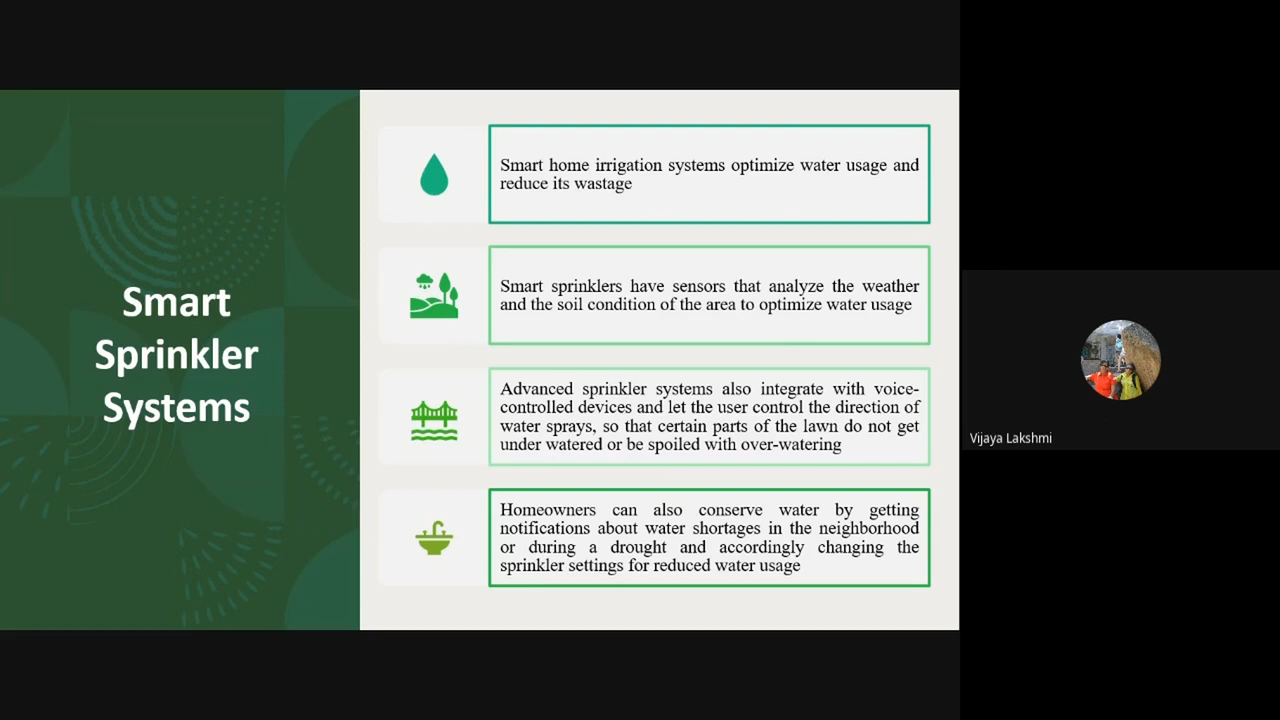 Smart
Sprinkler
Systems
Smart home irrigation systems optimize water usage and
reduce its wastage
Smart sprinklers have sensors that analyze the weather
and the soil condition of the area to optimize water usage
Advanced sprinkler systems also integrate with voice-
controlled devices and let the user control the direction of
water sprays, so that certain parts of the lawn do not get
under watered or be spoiled with over-watering
Homeowners can also conserve water by getting
notifications about water shortages in the neighborhood
or during a drought and accordingly changing the
sprinkler settings for reduced water usage
Vijaya Lakshmi